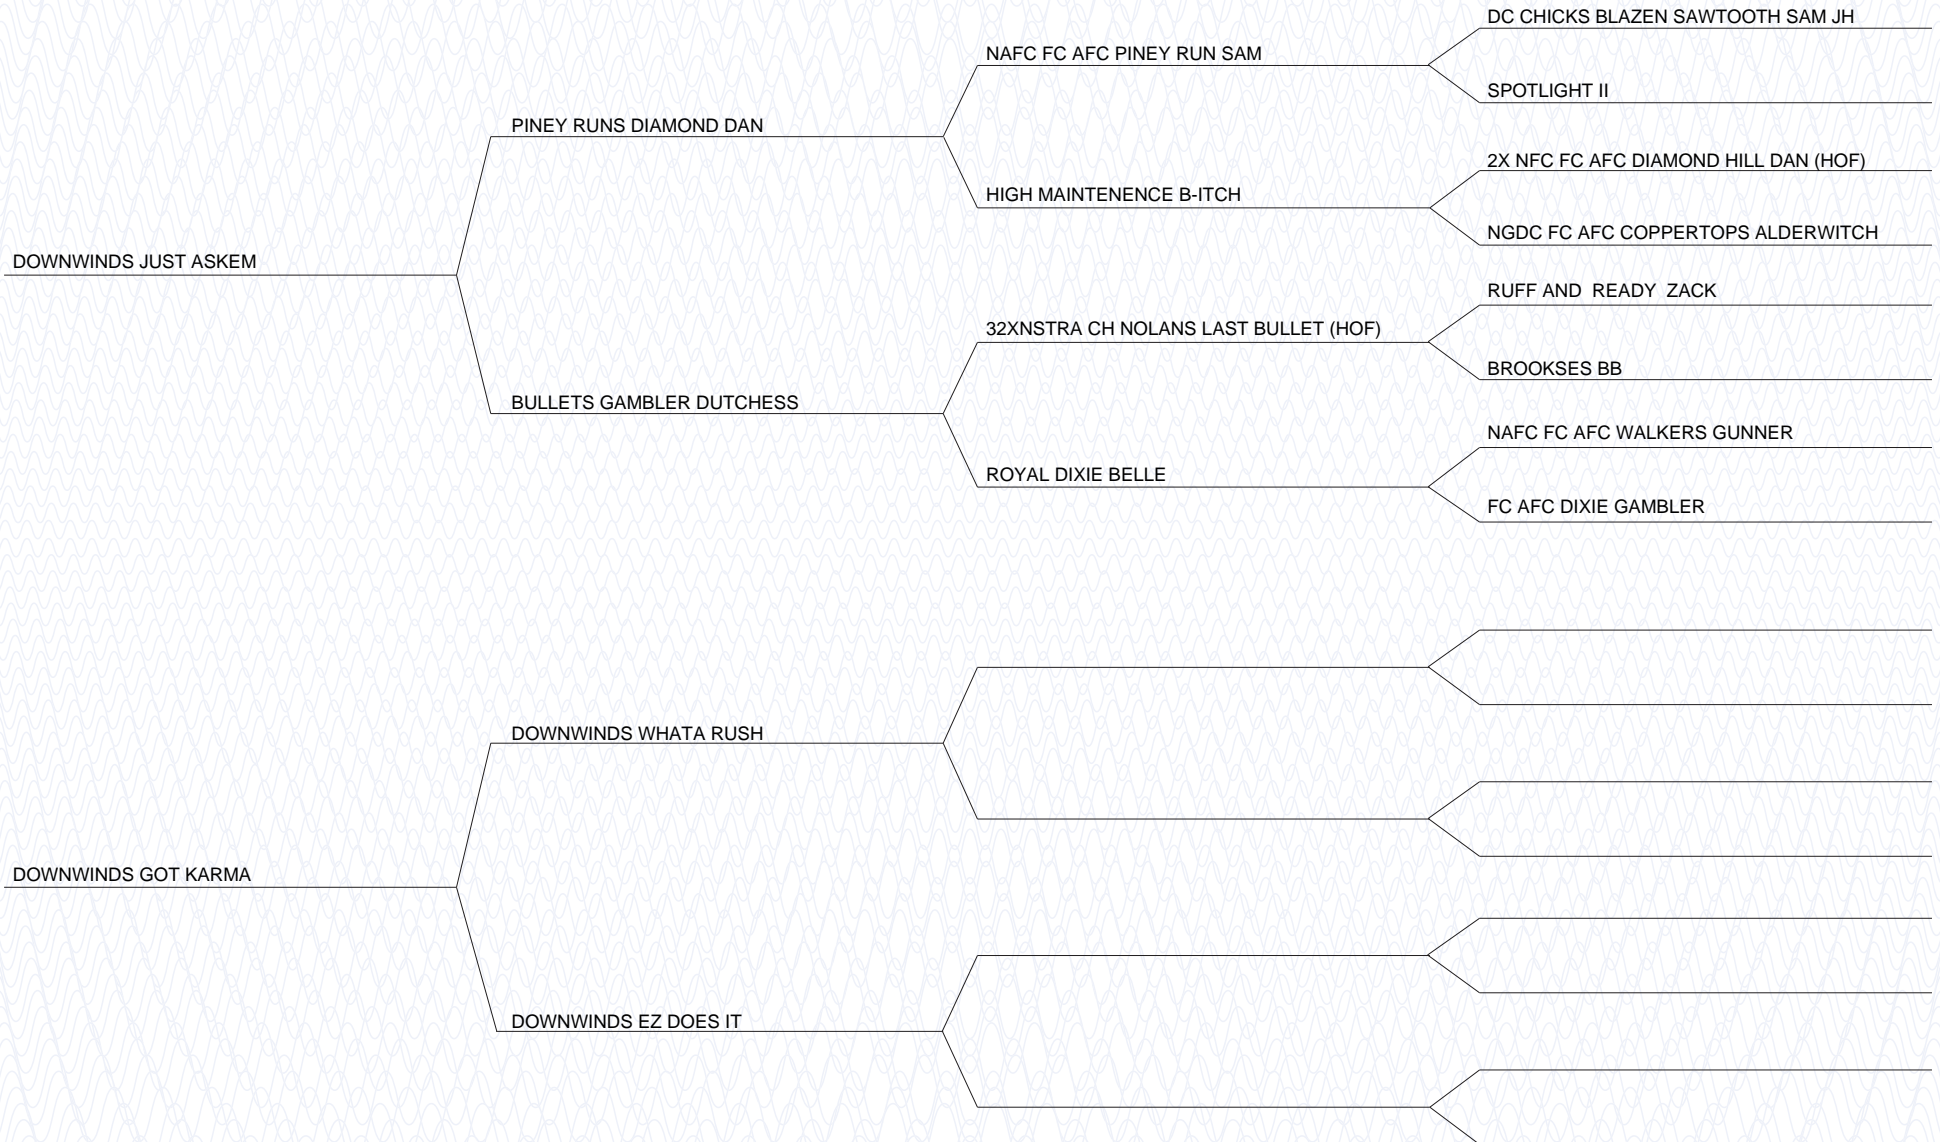 DC CHICKS BLAZEN SAWTOOTH SAM JH
NAFC FC AFC PINEY RUN SAM
SPOTLIGHT II
PINEY RUNS DIAMOND DAN
2X NFC FC AFC DIAMOND HILL DAN (HOF)
HIGH MAINTENENCE B-ITCH
NGDC FC AFC COPPERTOPS ALDERWITCH
DOWNWINDS JUST ASKEM
RUFF AND  READY  ZACK
32XNSTRA CH NOLANS LAST BULLET (HOF)
BROOKSES BB
BULLETS GAMBLER DUTCHESS
NAFC FC AFC WALKERS GUNNER
ROYAL DIXIE BELLE
FC AFC DIXIE GAMBLER
DOWNWINDS WHATA RUSH
DOWNWINDS GOT KARMA
DOWNWINDS EZ DOES IT